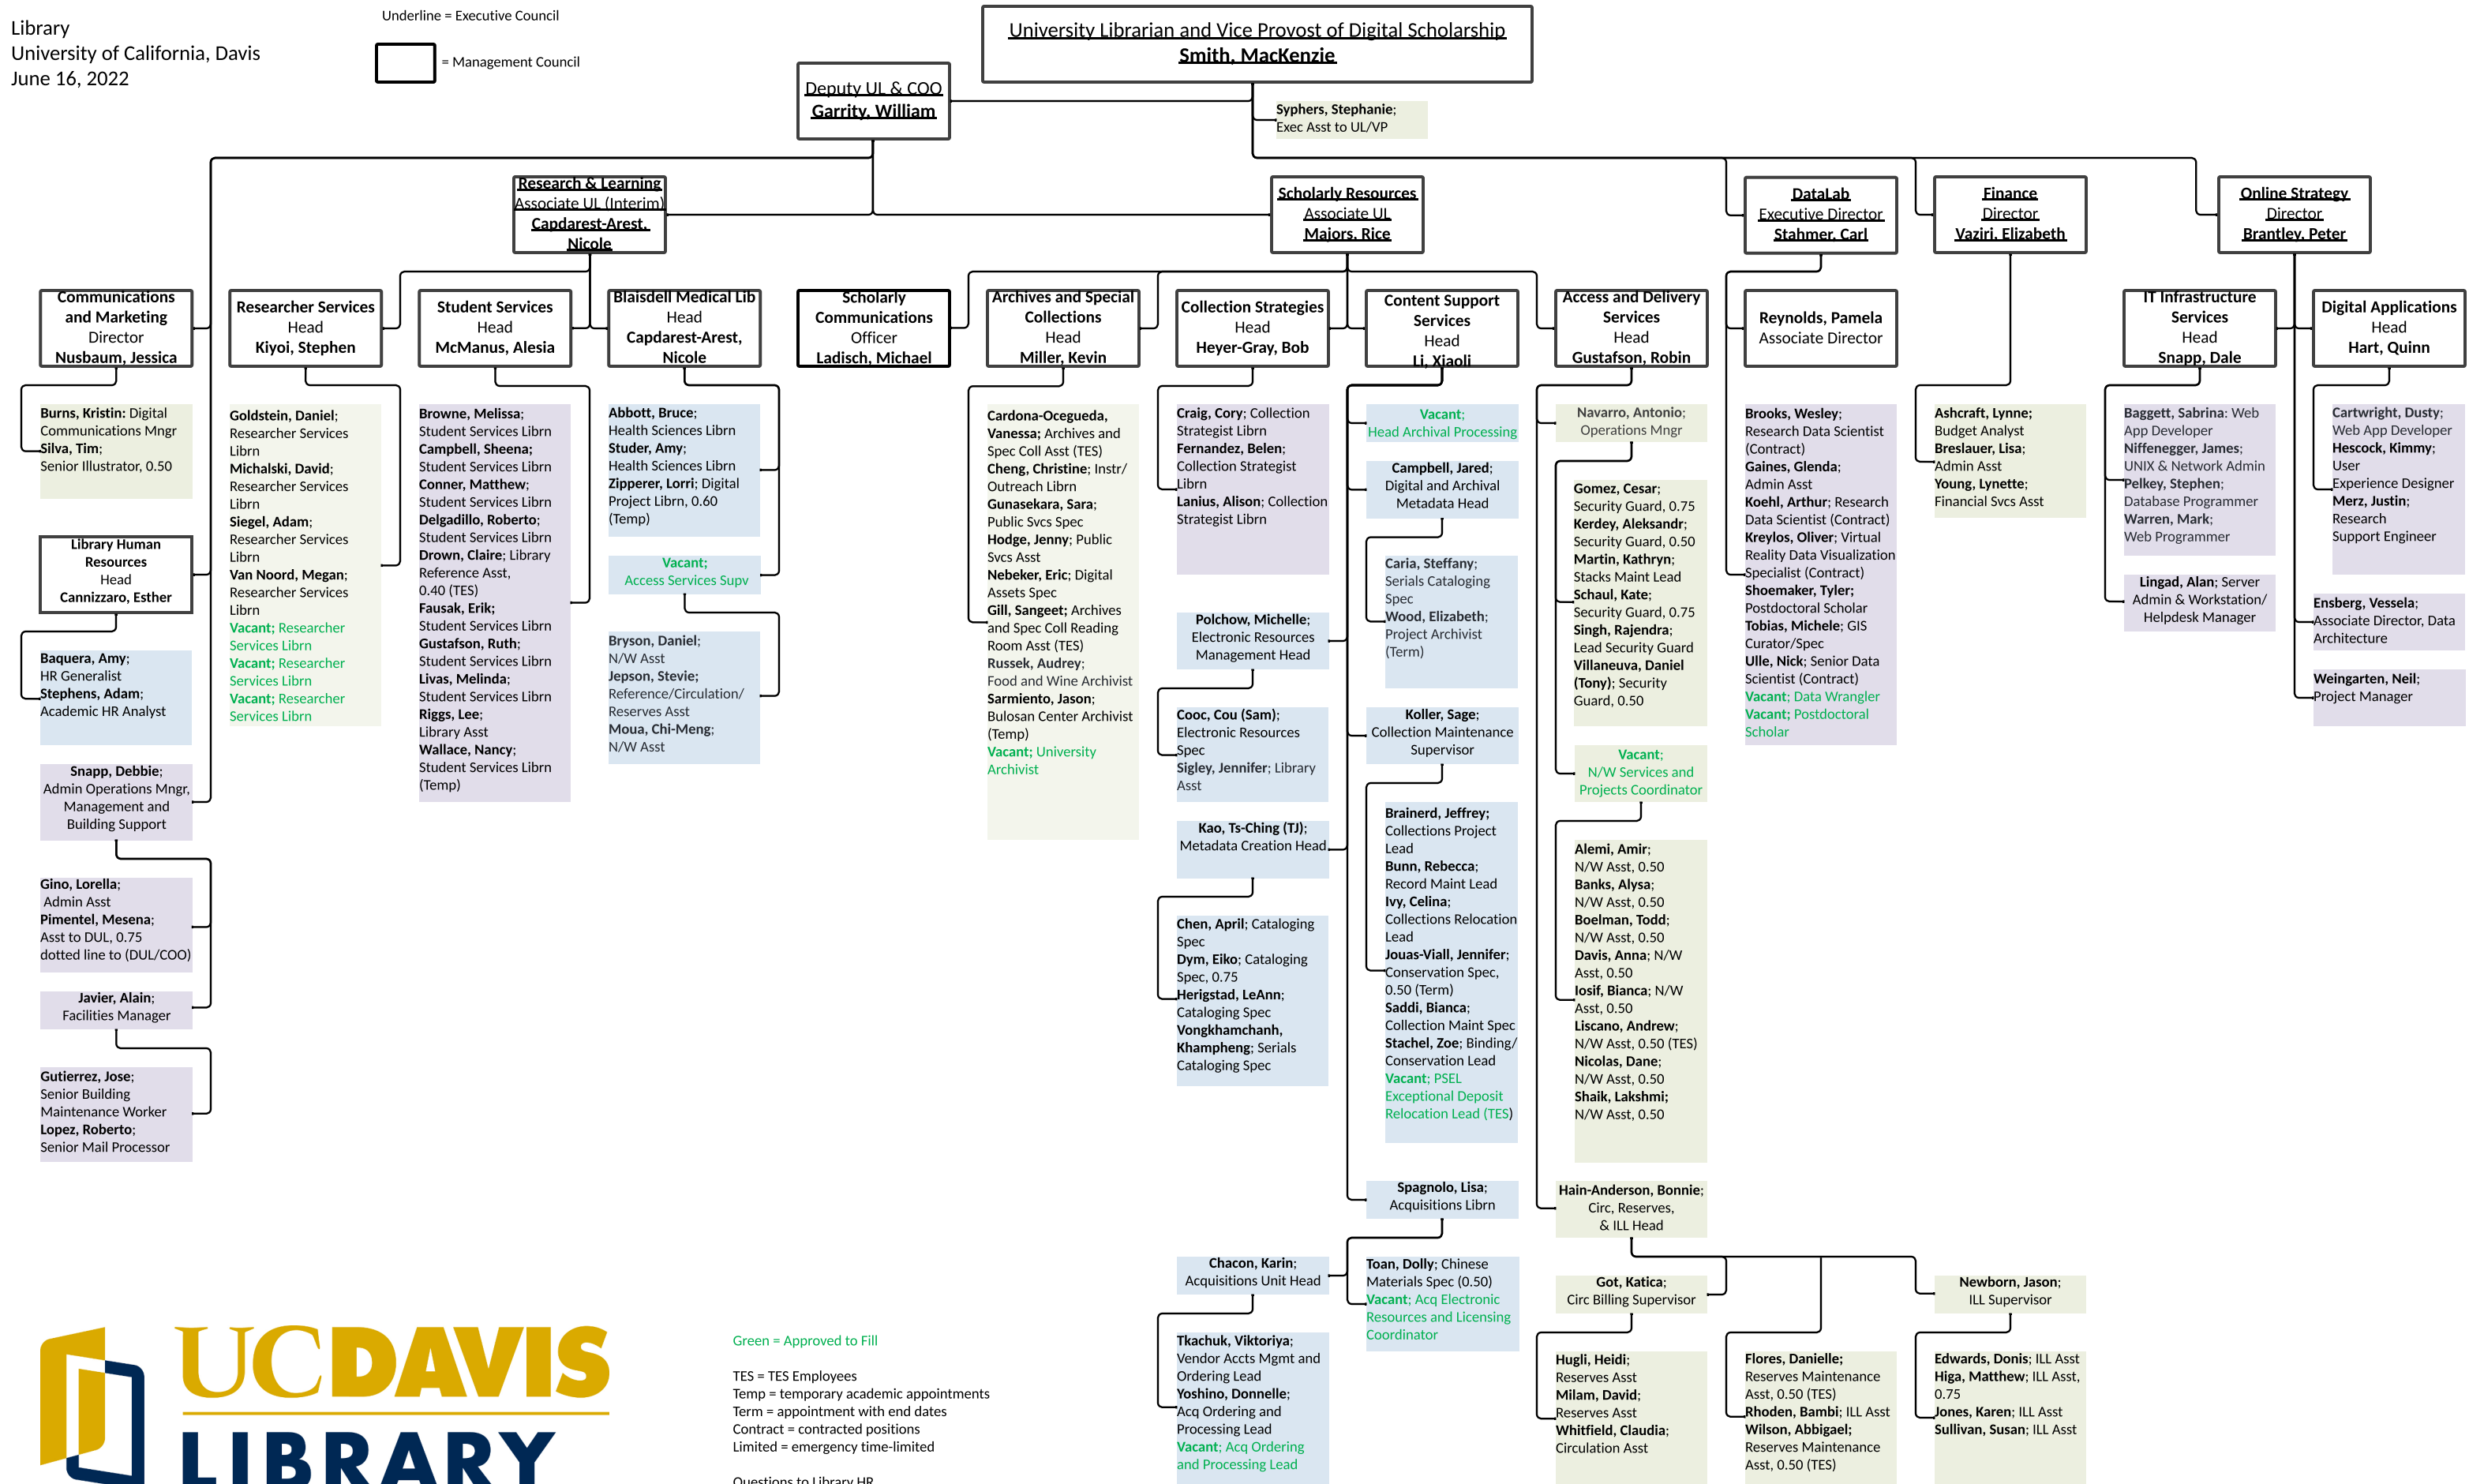 Library
University of California, Davis
June 16, 2022
Underline = Executive Council
= Management Council
University Librarian and Vice Provost of Digital Scholarship
Smith, MacKenzie
Deputy UL & COO
Garrity, William
Syphers, Stephanie;
Exec Asst to UL/VP
Research & Learning
Associate UL (Interim)
Capdarest-Arest,
Nicole
Scholarly Resources
Associate UL
Majors, Rice
DataLab
Executive Director
Stahmer, Carl
Finance
Director
Vaziri, Elizabeth
Online Strategy
Director
Brantley, Peter
Communications
and Marketing
Director
Nusbaum, Jessica
Researcher Services
Head
Kiyoi, Stephen
Student Services
Head
McManus, Alesia
Blaisdell Medical Lib
Head
Capdarest-Arest,
Nicole
Scholarly
Communications
Officer
Ladisch, Michael
Archives and Special
Collections
Head
Miller, Kevin
Collection Strategies
Head
Heyer-Gray, Bob
Content Support
Services
Head
Li, Xiaoli
Access and Delivery
Services
Head
Gustafson, Robin
Reynolds, Pamela
Associate Director
IT Infrastructure
Services
Head
Snapp, Dale
Digital Applications
Head
Hart, Quinn
Burns, Kristin: Digital
Communications Mngr
Silva, Tim;
Senior Illustrator, 0.50
Library Human
Resources
Head
Cannizzaro, Esther
Baquera, Amy;
HR Generalist
Stephens, Adam;
Academic HR Analyst
Snapp, Debbie;
Admin Operations Mngr,
Management and
Building Support
Gino, Lorella;
Admin Asst
Pimentel, Mesena;
Asst to DUL, 0.75
dotted line to (DUL/COO)
Javier, Alain;
Facilities Manager
Gutierrez, Jose;
Senior Building
Maintenance Worker
Lopez, Roberto;
Senior Mail Processor
Goldstein, Daniel;
Researcher Services
Librn
Michalski, David;
Researcher Services
Librn
Siegel, Adam;
Researcher Services
Librn
Van Noord, Megan;
Researcher Services
Librn
Vacant; Researcher
Services Librn
Vacant; Researcher
Services Librn
Vacant; Researcher
Services Librn
Browne, Melissa;
Student Services Librn
Campbell, Sheena;
Student Services Librn
Conner, Matthew;
Student Services Librn
Delgadillo, Roberto;
Student Services Librn
Drown, Claire; Library
Reference Asst,
0.40 (TES)
Fausak, Erik;
Student Services Librn
Gustafson, Ruth;
Student Services Librn
Livas, Melinda;
Student Services Librn
Riggs, Lee;
Library Asst
Wallace, Nancy;
Student Services Librn
(Temp)
Abbott, Bruce;
Health Sciences Librn
Studer, Amy;
Health Sciences Librn
Zipperer, Lorri; Digital
Project Librn, 0.60
(Temp)
Vacant;
Access Services Supv
Bryson, Daniel;
N/W Asst
Jepson, Stevie;
Reference/Circulation/
Reserves Asst
Moua, Chi-Meng;
N/W Asst
Cardona-Ocegueda,
Vanessa; Archives and
Spec Coll Asst (TES)
Cheng, Christine; Instr/
Outreach Librn
Gunasekara, Sara;
Public Svcs Spec
Hodge, Jenny; Public
Svcs Asst
Nebeker, Eric; Digital
Assets Spec
Gill, Sangeet; Archives
and Spec Coll Reading
Room Asst (TES)
Russek, Audrey;
Food and Wine Archivist
Sarmiento, Jason;
Bulosan Center Archivist
(Temp)
Vacant; University
Archivist
Craig, Cory; Collection
Strategist Librn
Fernandez, Belen;
Collection Strategist
Librn
Lanius, Alison; Collection
Strategist Librn
Polchow, Michelle;
Electronic Resources
Management Head
Cooc, Cou (Sam);
Electronic Resources
Spec
Sigley, Jennifer; Library
Asst
Kao, Ts-Ching (TJ);
Metadata Creation Head
Chen, April; Cataloging
Spec
Dym, Eiko; Cataloging
Spec, 0.75
Herigstad, LeAnn;
Cataloging Spec
Vongkhamchanh,
Khampheng; Serials
Cataloging Spec
Vacant;
Head Archival Processing
Campbell, Jared;
Digital and Archival
Metadata Head
Caria, Steffany;
Serials Cataloging
Spec
Wood, Elizabeth;
Project Archivist
(Term)
Koller, Sage;
Collection Maintenance
Supervisor
Brainerd, Jeffrey;
Collections Project
Lead
Bunn, Rebecca;
Record Maint Lead
Ivy, Celina;
Collections Relocation
Lead
Jouas-Viall, Jennifer;
Conservation Spec,
0.50 (Term)
Saddi, Bianca;
Collection Maint Spec
Stachel, Zoe; Binding/
Conservation Lead
Vacant; PSEL
Exceptional Deposit
Relocation Lead (TES)
Spagnolo, Lisa;
Acquisitions Librn
Chacon, Karin;
Acquisitions Unit Head
Toan, Dolly; Chinese
Materials Spec (0.50)
Vacant; Acq Electronic
Resources and Licensing
Coordinator
Tkachuk, Viktoriya;
Vendor Accts Mgmt and
Ordering Lead
Yoshino, Donnelle;
Acq Ordering and
Processing Lead
Vacant; Acq Ordering
and Processing Lead
Navarro, Antonio;
Operations Mngr
Gomez, Cesar;
Security Guard, 0.75
Kerdey, Aleksandr;
Security Guard, 0.50
Martin, Kathryn;
Stacks Maint Lead
Schaul, Kate;
Security Guard, 0.75
Singh, Rajendra;
Lead Security Guard
Villaneuva, Daniel
(Tony); Security
Guard, 0.50
Vacant;
N/W Services and
Projects Coordinator
Alemi, Amir;
N/W Asst, 0.50
Banks, Alysa;
N/W Asst, 0.50
Boelman, Todd;
N/W Asst, 0.50
Davis, Anna; N/W
Asst, 0.50
Iosif, Bianca; N/W
Asst, 0.50
Liscano, Andrew;
N/W Asst, 0.50 (TES)
Nicolas, Dane;
N/W Asst, 0.50
Shaik, Lakshmi;
N/W Asst, 0.50
Hain-Anderson, Bonnie;
Circ, Reserves,
& ILL Head
Got, Katica;
Circ Billing Supervisor
Newborn, Jason;
ILL Supervisor
Hugli, Heidi;
Reserves Asst
Milam, David;
Reserves Asst
Whitfield, Claudia;
Circulation Asst
Flores, Danielle;
Reserves Maintenance
Asst, 0.50 (TES)
Rhoden, Bambi; ILL Asst
Wilson, Abbigael;
Reserves Maintenance
Asst, 0.50 (TES)
Edwards, Donis; ILL Asst
Higa, Matthew; ILL Asst,
0.75
Jones, Karen; ILL Asst
Sullivan, Susan; ILL Asst
Brooks, Wesley;
Research Data Scientist
(Contract)
Gaines, Glenda;
Admin Asst
Koehl, Arthur; Research
Data Scientist (Contract)
Kreylos, Oliver; Virtual
Reality Data Visualization
Specialist (Contract)
Shoemaker, Tyler;
Postdoctoral Scholar
Tobias, Michele; GIS
Curator/Spec
Ulle, Nick; Senior Data
Scientist (Contract)
Vacant; Data Wrangler
Vacant; Postdoctoral
Scholar
Ashcraft, Lynne;
Budget Analyst
Breslauer, Lisa;
Admin Asst
Young, Lynette;
Financial Svcs Asst
Baggett, Sabrina: Web
App Developer
Niffenegger, James;
UNIX & Network Admin
Pelkey, Stephen;
Database Programmer
Warren, Mark;
Web Programmer
Lingad, Alan; Server
Admin & Workstation/
Helpdesk Manager
Cartwright, Dusty;
Web App Developer
Hescock, Kimmy;
User
Experience Designer
Merz, Justin;
Research
Support Engineer
Ensberg, Vessela;
Associate Director, Data
Architecture
Weingarten, Neil;
Project Manager
UCDAVIS
LIBRARY
Green = Approved to Fill
TES = TES Employees
Temp = temporary academic appointments
Term = appointment with end dates
Contract = contracted positions
Limited = emergency time-limited
Questions to Library HR